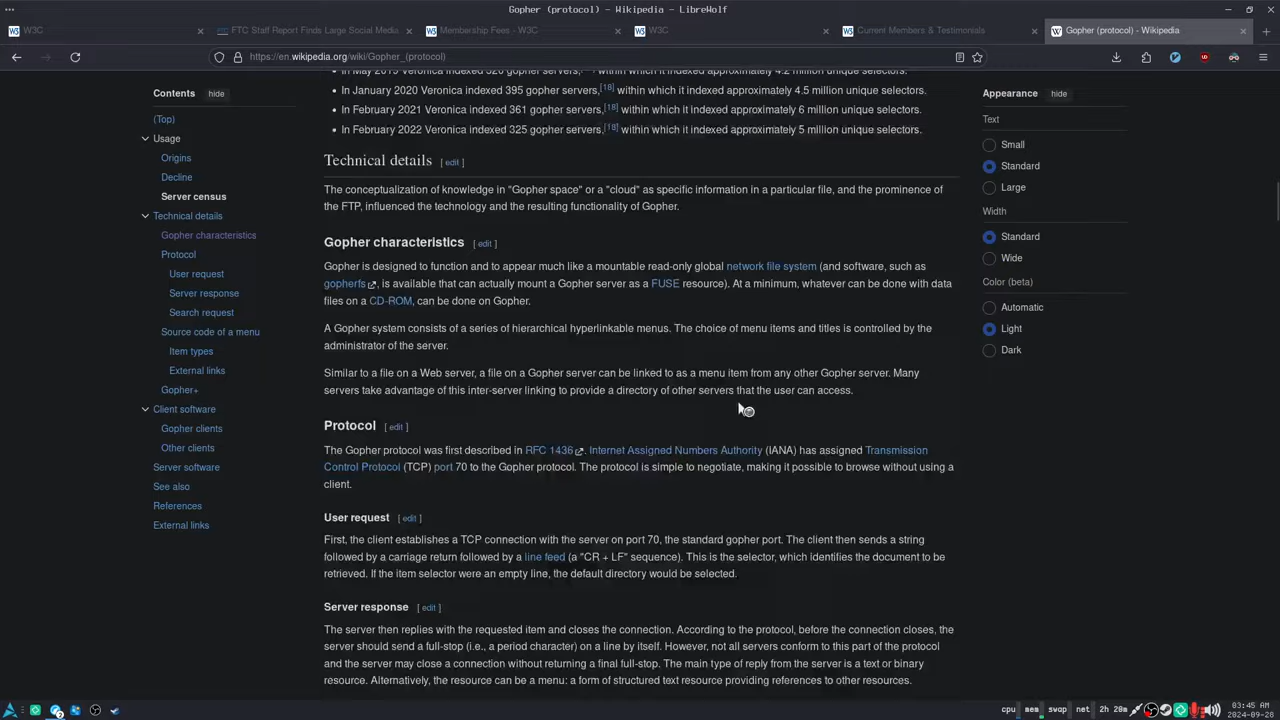 Gopher (protocol) — Wikipedia — LibreWolf
W3C
FTC Staff Report Finds Large Social Media
Membership Fees - W3C
W3C
Current Members & Testimonials
Gopher (protocol) - Wikipedia
https://en.wikipedia.org/wiki/Gopher_(protocol)
In May 2019 Veronica indexed 320 gopher servers, within which it indexed approximately 4.2 million unique selectors.
In January 2020 Veronica indexed 395 gopher servers,[18] within which it indexed approximately 4.5 million unique selectors.
In February 2021 Veronica indexed 361 gopher servers,[18] within which it indexed approximately 6 million unique selectors.
In February 2022 Veronica indexed 325 gopher servers,[18] within which it indexed approximately 5 million unique selectors.
Contents hide
(Top)
Usage
Origins
Decline
Server census
Technical details
Gopher characteristics
Protocol
User request
Server response
Search request
Source code of a menu
Item types
External links
Gopher+
Client software
Gopher clients
Other clients
Server software
See also
References
External links
Technical details [ edit ]
The conceptualization of knowledge in "Gopher space" or a "cloud" as specific information in a particular file, and the prominence of
the FTP, influenced the technology and the resulting functionality of Gopher.
Gopher characteristics [ edit ]
Gopher is designed to function and to appear much like a mountable read-only global network file system (and software, such as
gopherfs, is available that can actually mount a Gopher server as a FUSE resource). At a minimum, whatever can be done with data
files on a CD-ROM, can be done on Gopher.
A Gopher system consists of a series of hierarchical hyperlinkable menus. The choice of menu items and titles is controlled by the
administrator of the server.
Similar to a file on a Web server, a file on a Gopher server can be linked to as a menu item from any other Gopher server. Many
servers take advantage of this inter-server linking to provide a directory of other servers that the user can access.
Protocol [ edit ]
The Gopher protocol was first described in RFC 1436. Internet Assigned Numbers Authority (IANA) has assigned Transmission
Control Protocol (TCP) port 70 to the Gopher protocol. The protocol is simple to negotiate, making it possible to browse without using a
client.
User request [ edit ]
First, the client establishes a TCP connection with the server on port 70, the standard gopher port. The client then sends a string
followed by a carriage return followed by a line feed (a "CR + LF" sequence). This is the selector, which identifies the document to be
retrieved. If the item selector were an empty line, the default directory would be selected.
Server response [ edit ]
The server then replies with the requested item and closes the connection. According to the protocol, before the connection closes, the
server should send a full-stop (i.e., a period character) on a line by itself. However, not all servers conform to this part of the protocol
and the server may close a connection without returning a final full-stop. The main type of reply from the server is a text or binary
resource. Alternatively, the resource can be a menu: a form of structured text resource providing references to other resources.
Appearance hide
Text
Small
Standard
Large
Width
Standard
Wide
Color (beta)
Automatic
Light
Dark
cpu mem swap net 2h 20m
03:45 AM
2024-09-28